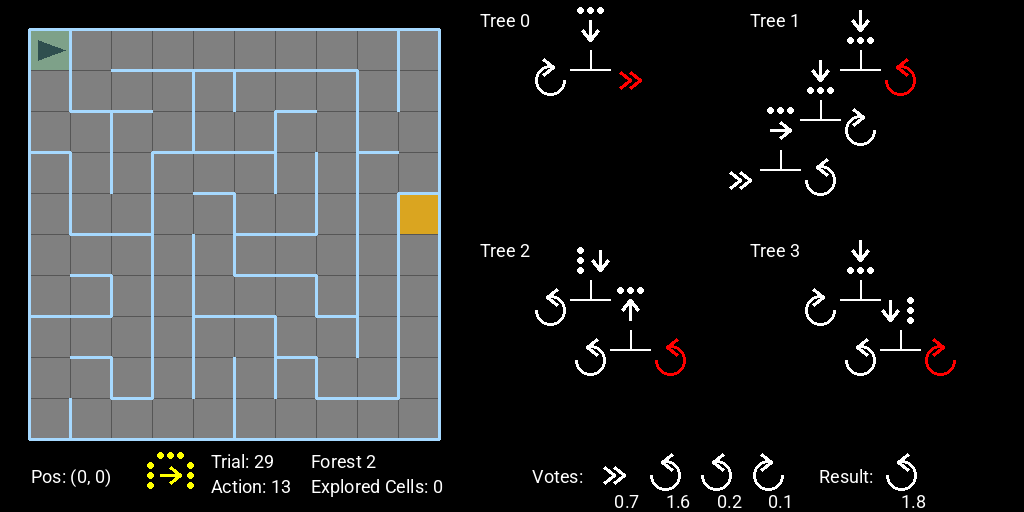 Tree 0
Tree 1
Tree 2
Tree 3
Pos: (0, 0)
Trial: 29
Forest 2
Action: 13
Explored Cells: 0
Votes:
0.7
1.6
0.2
0.1
Result:
1.8